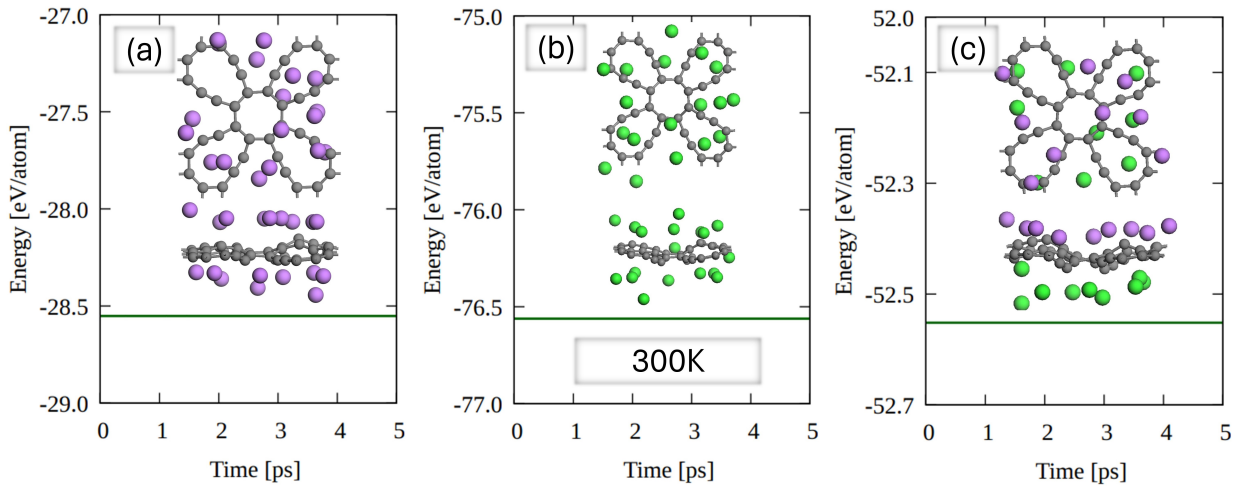 (a)
Energy [eV/atom]
-27.0
-27.5
-28.0
-28.5
-29.0
0 1 2 3 4 5
Time [ps]
(b)
Energy [eV/atom]
-75.0
-75.5
-76.0
-76.5
-77.0
300K
0 1 2 3 4 5
Time [ps]
(c)
Energy [eV/atom]
-52.0
-52.1
-52.3
-52.5
-52.7
0 1 2 3 4 5
Time [ps]